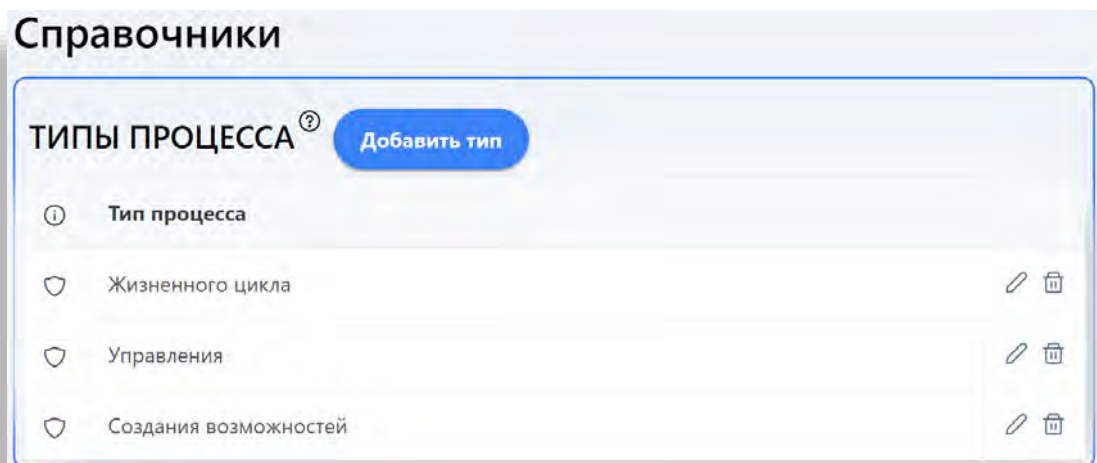 Справочники
ТИПЫ ПРОЦЕССА
Добавить тип
Тип процесса
Жизненного цикла
Управления
Создания возможностей